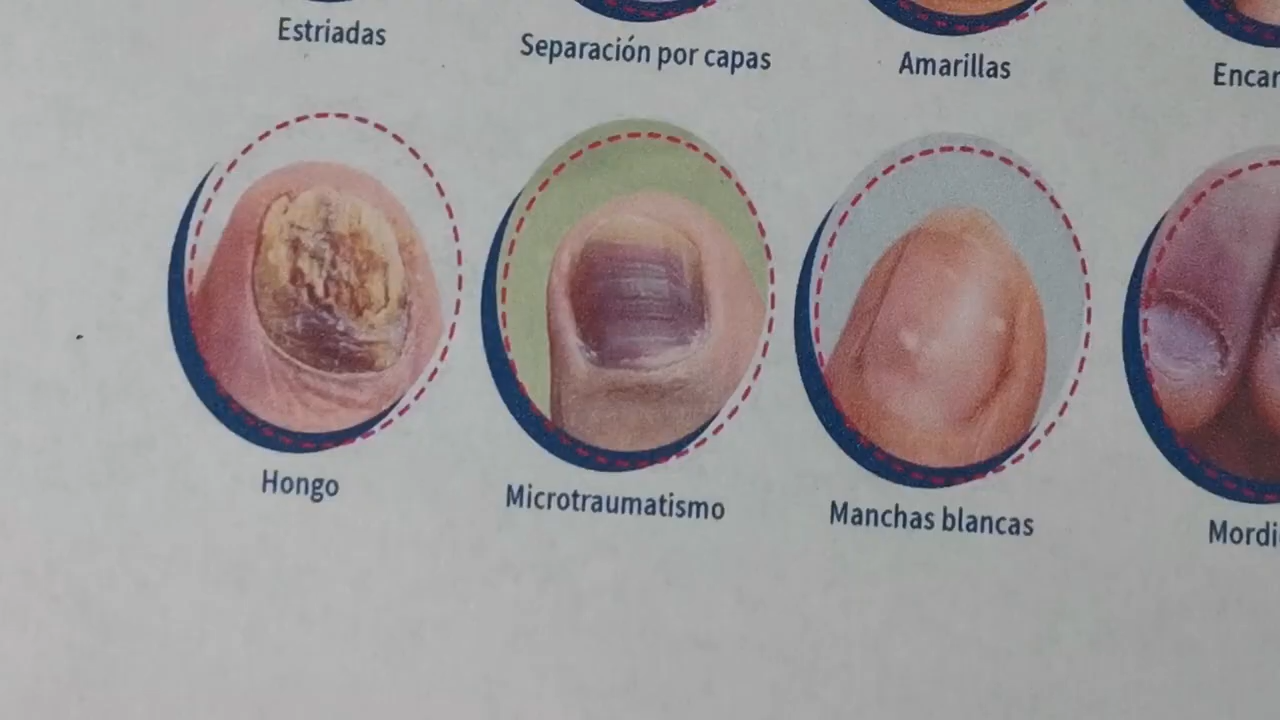 Estriadas
Separación por capas
Amarillas
Hongo
Microtraumatismo
Manchas blancas